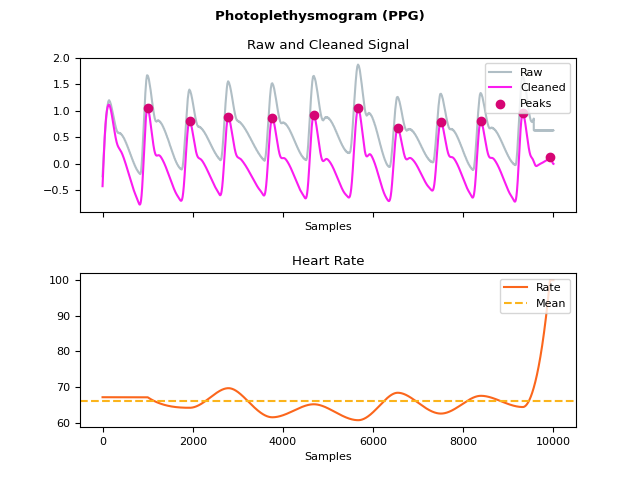 Photoplethysmogram (PPG)
Raw and Cleaned Signal
2.0
1.5
1.0
0.5
0.0
−0.5
Raw
Cleaned
Peaks
Samples
Heart Rate
100
90
80
70
60
Rate
Mean
0 2000 4000 6000 8000 10000
Samples